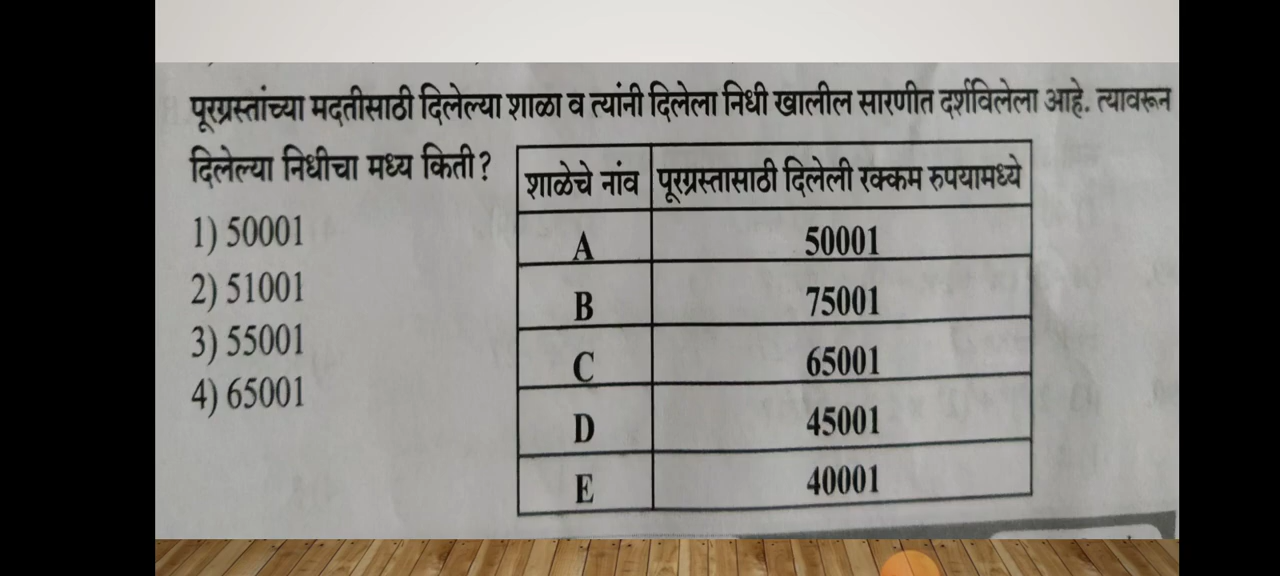 पूरग्रस्तांच्या मदतीसाठी दिलेल्या शाळा व त्यांनी दिलेला निधी खालील सारणीत दर्शविलेला आहे. त्यावरून
दिलेल्या निधीचा मध्य किती?
1) 50001
2) 51001
3) 55001
4) 65001
शाळेचे नांव पूरग्रस्तासाठी दिलेली रक्कम रुपयामध्ये
A 50001
B 75001
C 65001
D 45001
E 40001